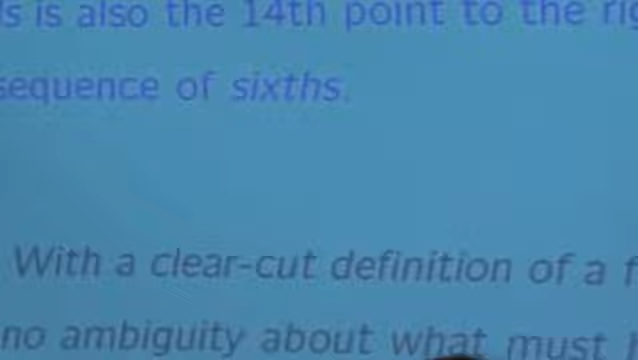 is also the 14th point to the
sequence of sixths.
With a clear-cut definition of a
no ambiguity about what must